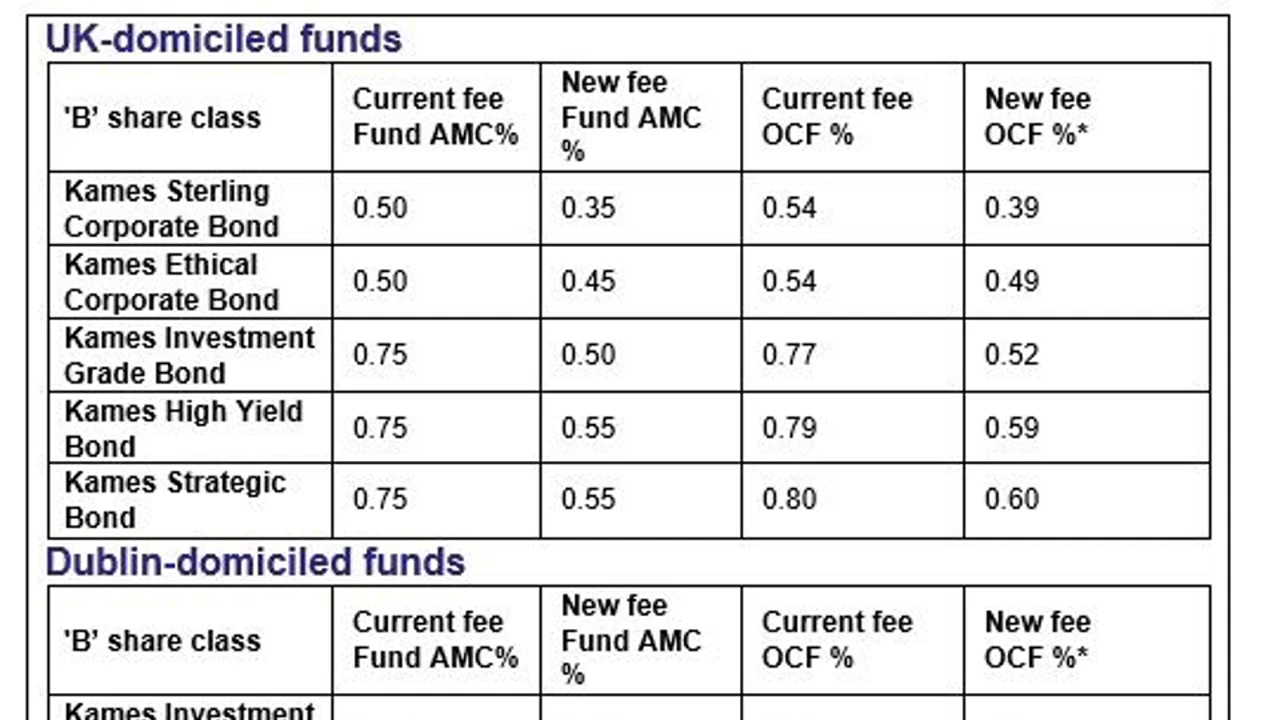 UK-domiciled funds
'B' share class
Current fee
Fund AMC%
New fee
Fund AMC
%
Current fee
OCF %
New fee
OCF %*
Kames Sterling
Corporate Bond
0.50
0.35
0.54
0.39
Kames Ethical
Corporate Bond
0.50
0.45
0.54
0.49
Kames Investment
Grade Bond
0.75
0.50
0.77
0.52
Kames High Yield
Bond
0.75
0.55
0.79
0.59
Kames Strategic
Bond
0.75
0.55
0.80
0.60
Dublin-domiciled funds
'B' share class
Current fee
Fund AMC%
New fee
Fund AMC
%
Current fee
OCF %
New fee
OCF %*
Kames Investment